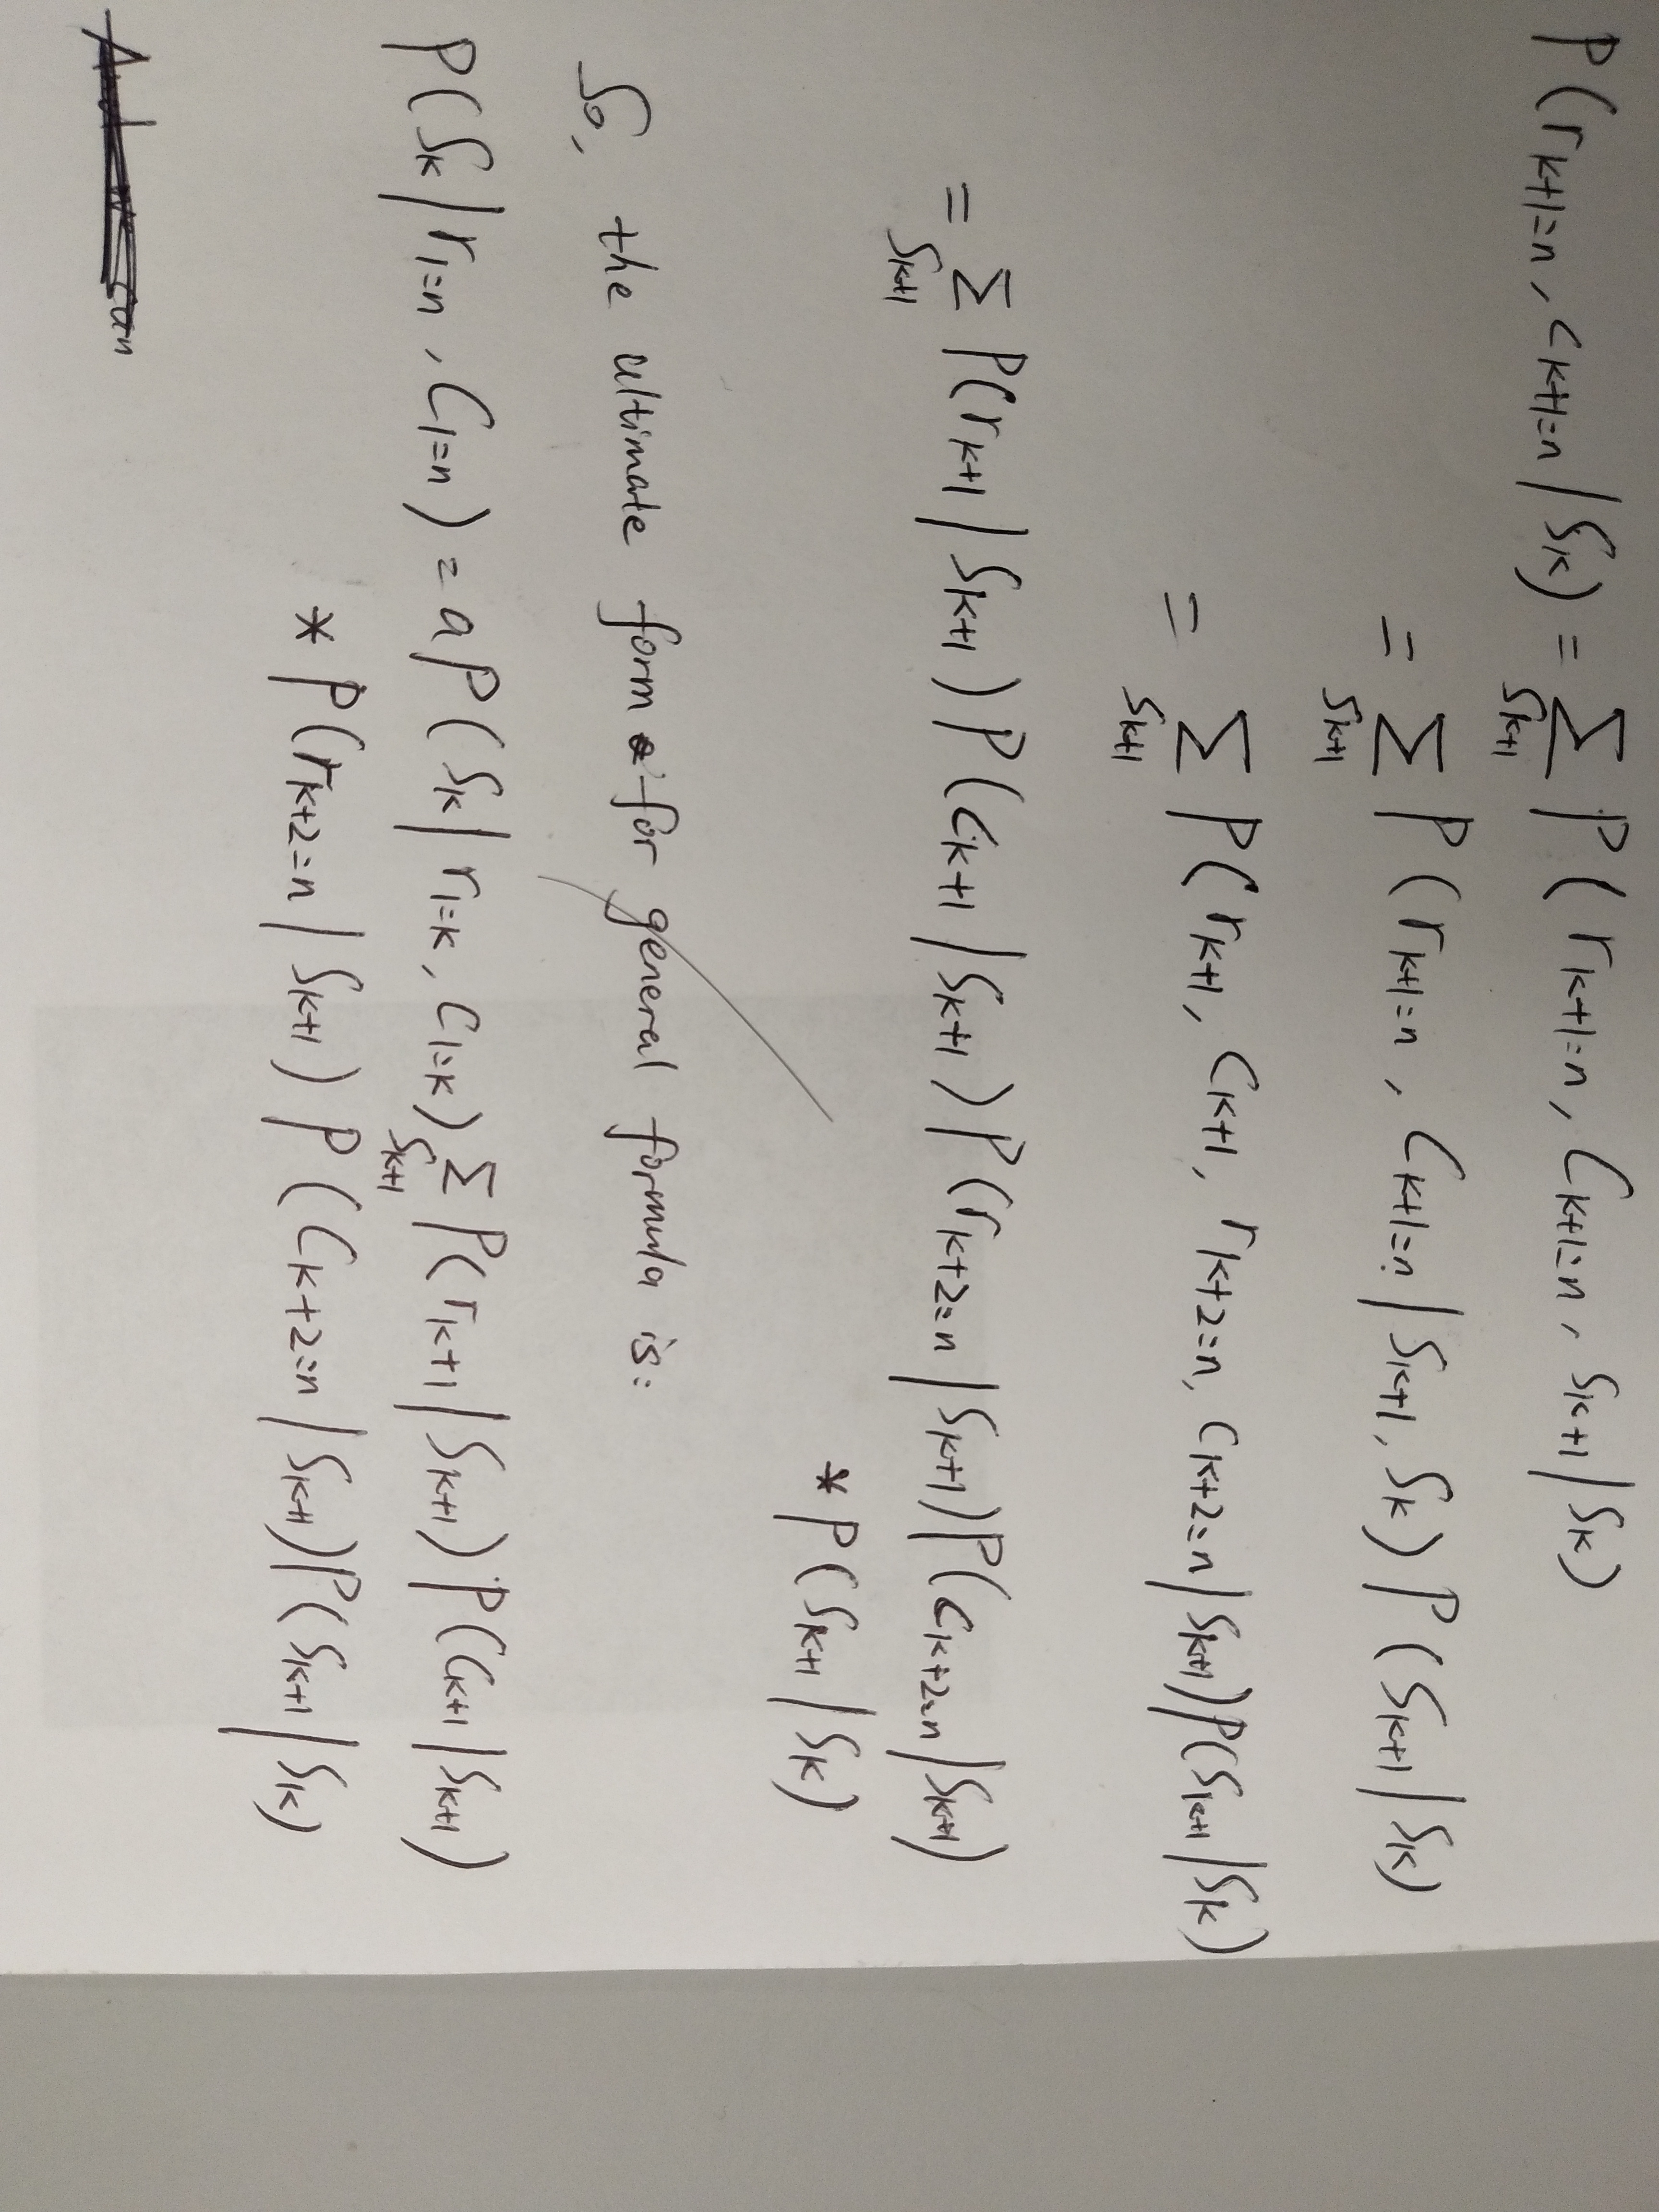 P(r_{k+1:n}, c_{k+1:n} | S_k) = \sum_{S_{k+1}} P(r_{k+1:n}, C_{k+1:n}, S_{k+1} | S_k)
= \sum_{S_{k+1}} P(r_{k+1:n}, C_{k+1:n} | S_{k+1}, S_k) P(S_{k+1} | S_k)
= \sum_{S_{k+1}} P(r_{k+1}, C_{k+1}, r_{k+2:n}, C_{k+2:n} | S_{k+1}) P(S_{k+1} | S_k)
= \sum_{S_{k+1}} P(r_{k+1} | S_{k+1}) P(c_{k+1} | S_{k+1}) P(r_{k+2:n} | S_{k+1}) P(c_{k+2:n} | S_{k+1})
* P(S_{k+1} | S_k)
So, the ultimate form for general formula is:
P(S_k | r_{1:n}, C_{1:n}) = a P(S_k | r_{1:k}, C_{1:k}) \sum_{S_{k+1}} P(r_{k+1} | S_{k+1}) P(C_{k+1} | S_{k+1})
* P(r_{k+2:n} | S_{k+1}) P(C_{k+2:n} | S_{k+1}) P(S_{k+1} | S_k)
And we can